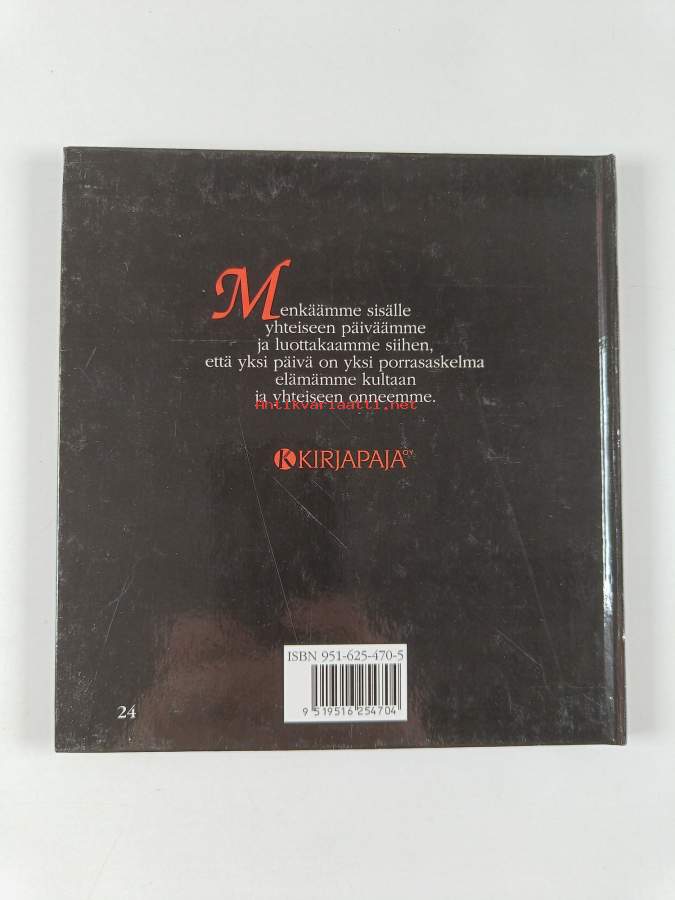 Menkäämme sisälle
yhteiseen päiväämme
ja luottakaamme siihen,
että yksi päivä on yksi porrasaskelma
elämämme kultaan
ja yhteiseen onneemme.
Antikvariaatti.net
K KIRJAPAJA OY
ISBN 951-625-470-5
9 519516 254704
24